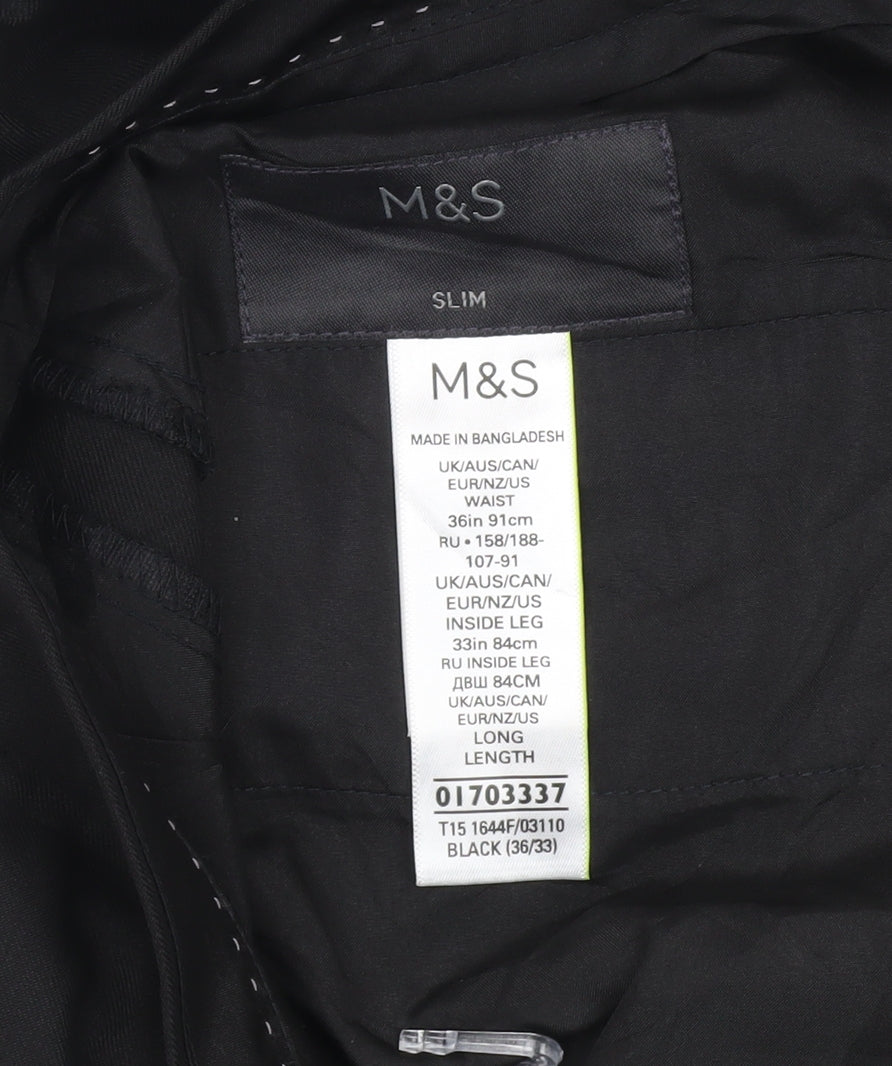 M&S
SLIM
M&S
MADE IN BANGLADESH
UK/AUS/CAN/
EUR/NZ/US
WAIST
36in 91cm
RU • 158/188-
107-91
UK/AUS/CAN/
EUR/NZ/US
INSIDE LEG
33in 84cm
RU INSIDE LEG
ДВШ 84CM
UK/AUS/CAN/
EUR/NZ/US
LONG
LENGTH
01703337
T15 1644F/03110
BLACK (36/33)